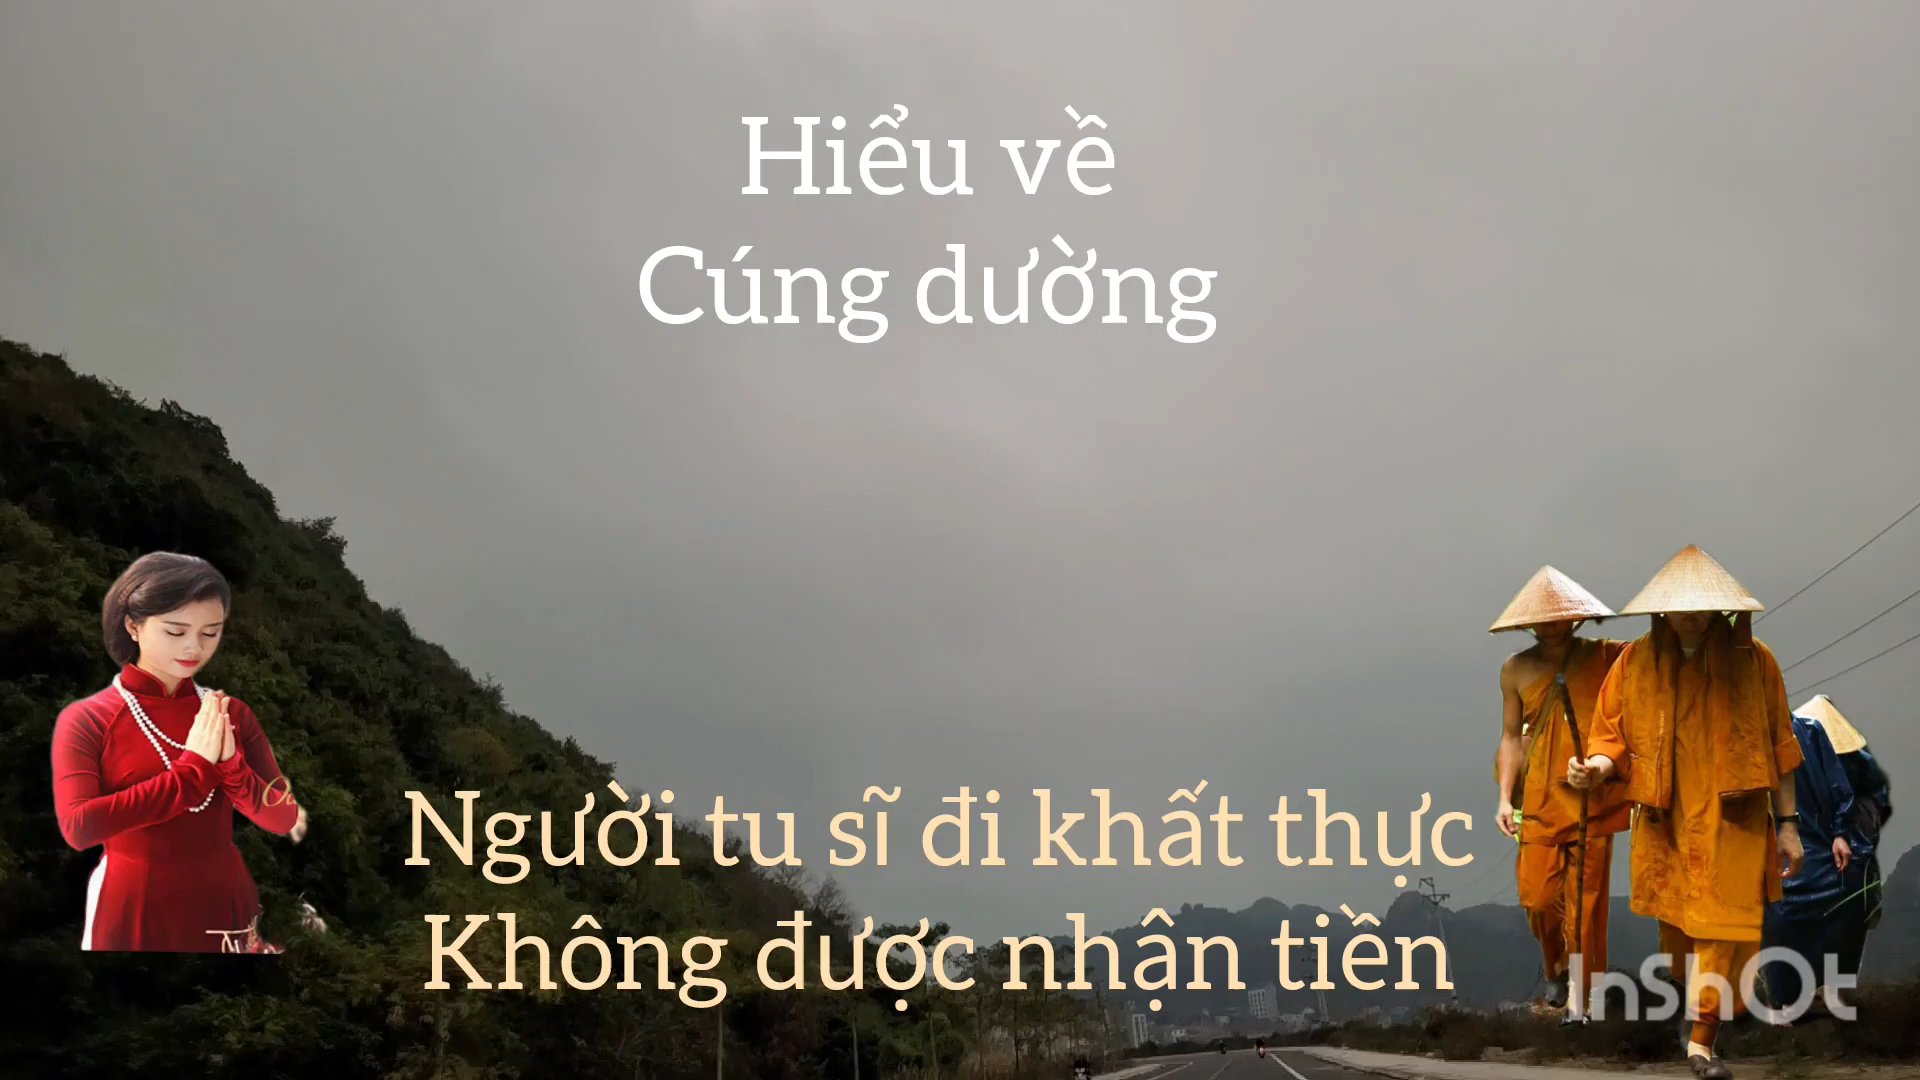 Hiểu về
Cúng dường
Người tu sĩ đi khất thực
Không được nhận tiền
InShOt